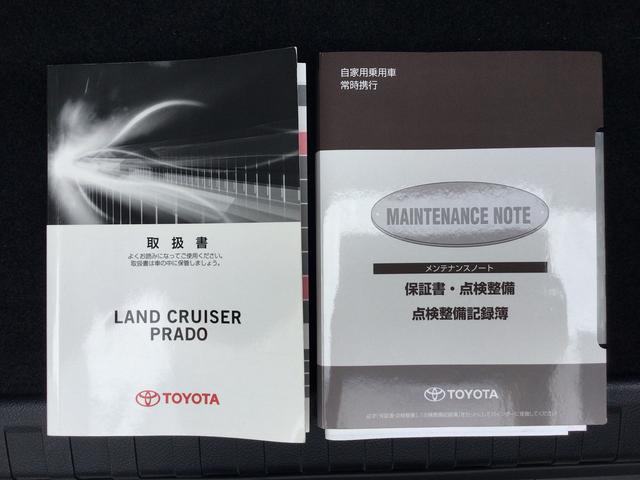 取扱書
よくお読みになってご使用ください。
取扱書は車の中に保管しましょう。
LAND CRUISER
PRADO
TOYOTA
自家用乗用車
常時携行
MAINTENANCE NOTE
メンテナンスノート
保証書・点検整備
点検整備記録簿
TOYOTA